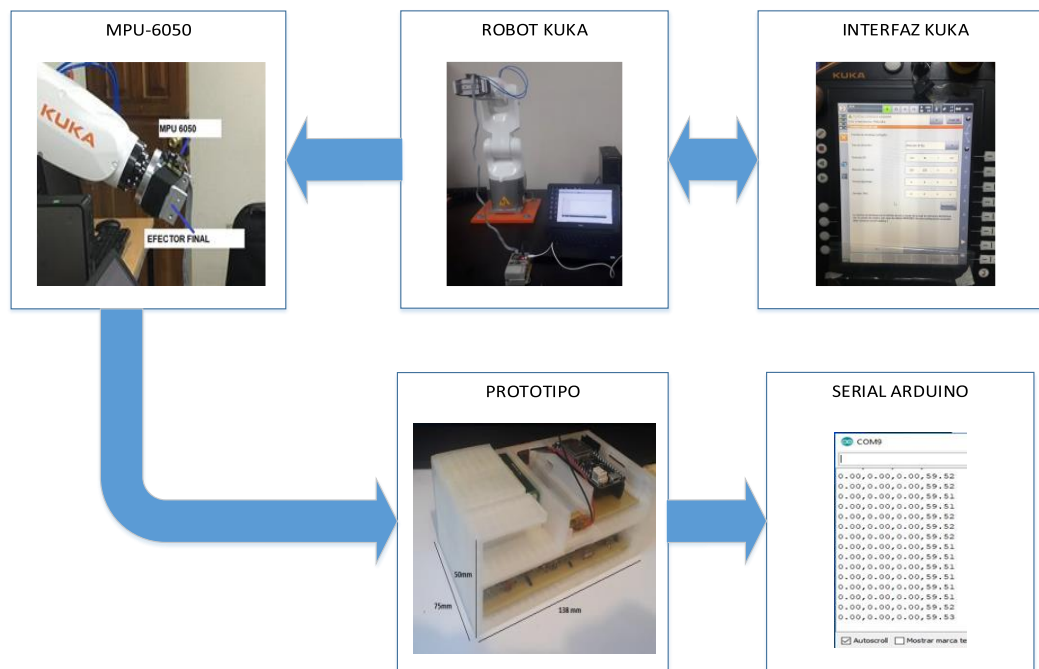 MPU-6050
ROBOT KUKA
INTERFAZ KUKA
KUKA
MPU 6050
EFECTOR FINAL
KUKA
PROTOTIPO
SERIAL ARDUINO
50mm
75mm
138 mm
COM9
0.00,0.00,0.00,59.52
0.00,0.00,0.00,59.52
0.00,0.00,0.00,59.51
0.00,0.00,0.00,59.51
0.00,0.00,0.00,59.52
0.00,0.00,0.00,59.52
0.00,0.00,0.00,59.52
0.00,0.00,0.00,59.51
0.00,0.00,0.00,59.51
0.00,0.00,0.00,59.51
0.00,0.00,0.00,59.51
0.00,0.00,0.00,59.51
0.00,0.00,0.00,59.51
0.00,0.00,0.00,59.52
0.00,0.00,0.00,59.53
Autoscroll
Mostrar marca te